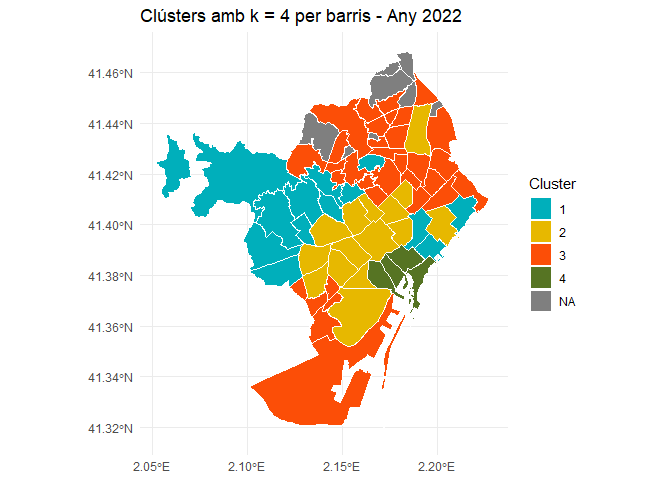 Clústers amb k = 4 per barris - Any 2022
41.46°N
41.44°N
41.42°N
41.40°N
41.38°N
41.36°N
41.34°N
41.32°N
2.05°E
2.10°E
2.15°E
2.20°E
Cluster
1
2
3
4
NA